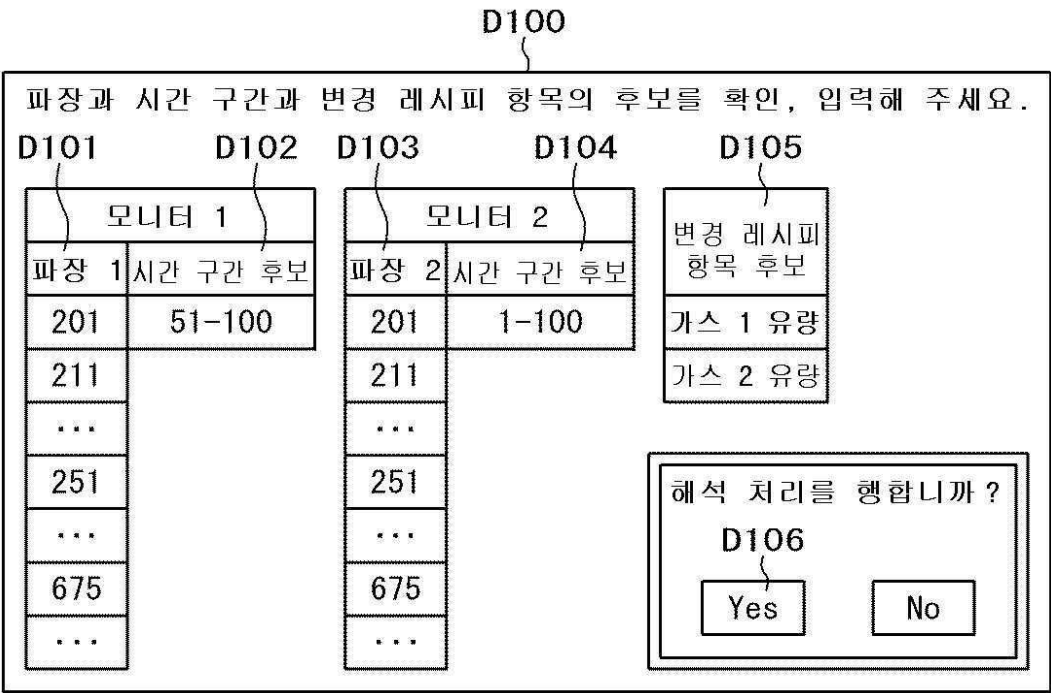 D100
파장과 시간 구간과 변경 레시피 항목의 후보를 확인, 입력해 주세요.
D101 D102 D103 D104 D105
모니터 1
파장 1 시간 구간 후보
201 51-100
211
...
251
...
675
...
모니터 2
파장 2 시간 구간 후보
201 1-100
211
...
251
...
675
...
변경 레시피
항목 후보
가스 1 유량
가스 2 유량
해석 처리를 행합니까?
D106
Yes No